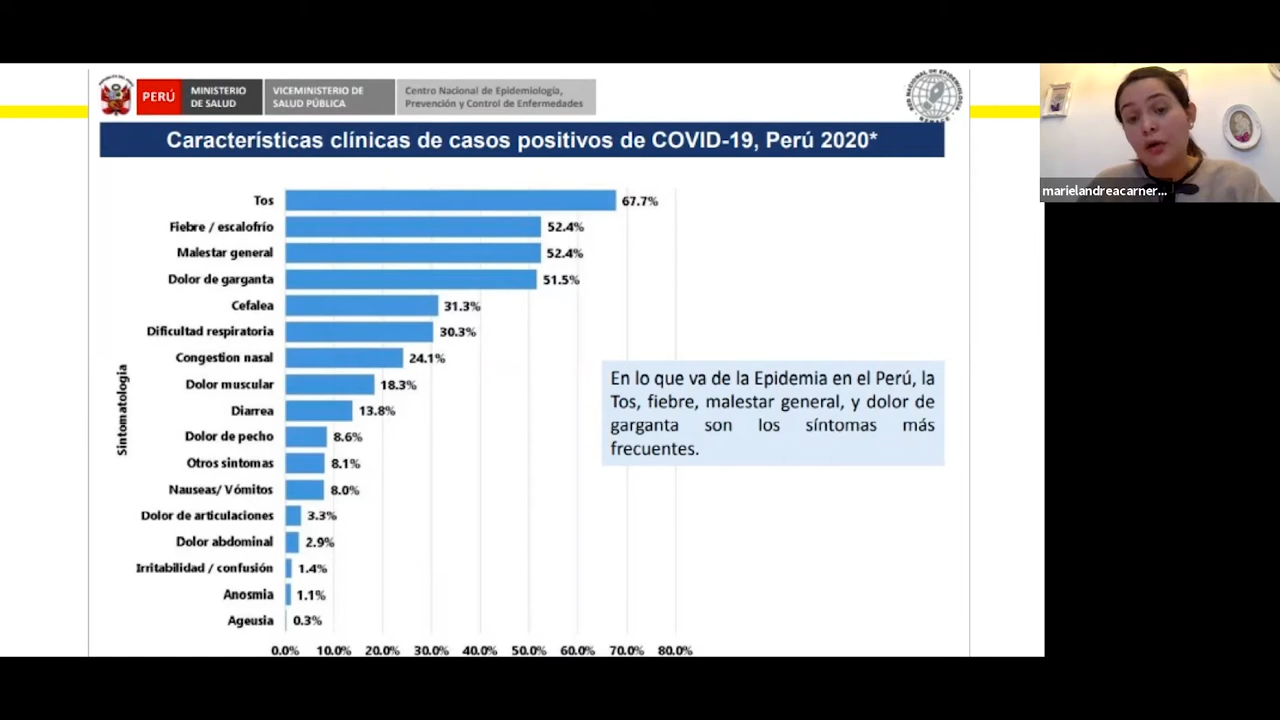 PERÚ
MINISTERIO
DE SALUD
VICEMINISTERIO DE
SALUD PÚBLICA
Centro Nacional de Epidemiología,
Prevención y Control de Enfermedades
Características clínicas de casos positivos de COVID-19, Perú 2020*
marielandreacarner...
Sintomatologia
Tos 67.7%
Fiebre / escalofrío 52.4%
Malestar general 52.4%
Dolor de garganta 51.5%
Cefalea 31.3%
Dificultad respiratoria 30.3%
Congestion nasal 24.1%
Dolor muscular 18.3%
Diarrea 13.8%
Dolor de pecho 8.6%
Otros sintomas 8.1%
Nauseas/ Vómitos 8.0%
Dolor de articulaciones 3.3%
Dolor abdominal 2.9%
Irritabilidad / confusión 1.4%
Anosmia 1.1%
Ageusia 0.3%
0.0% 10.0% 20.0% 30.0% 40.0% 50.0% 60.0% 70.0% 80.0%
En lo que va de la Epidemia en el Perú, la
Tos, fiebre, malestar general, y dolor de
garganta son los síntomas más
frecuentes.